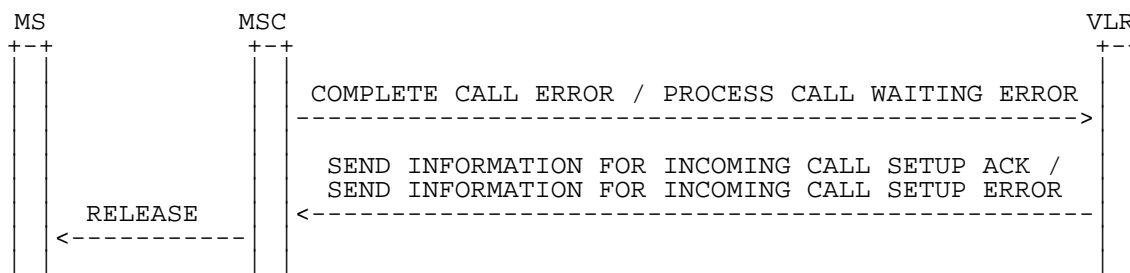 MS MSC VLR
COMPLETE CALL ERROR / PROCESS CALL WAITING ERROR
SEND INFORMATION FOR INCOMING CALL SETUP ACK /
SEND INFORMATION FOR INCOMING CALL SETUP ERROR
RELEASE